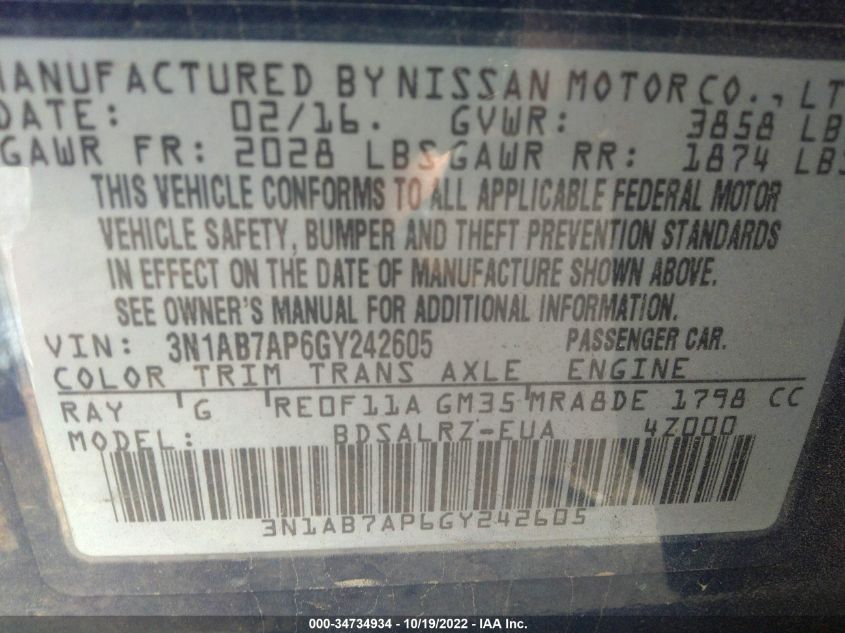 MANUFACTURED BY NISSAN MOTOR CO., LT
DATE: 02/16. GVWR: 3858 LB
GAWR FR: 2028 LBS GAWR RR: 1874 LBS
THIS VEHICLE CONFORMS TO ALL APPLICABLE FEDERAL MOTOR
VEHICLE SAFETY, BUMPER AND THEFT PREVENTION STANDARDS
IN EFFECT ON THE DATE OF MANUFACTURE SHOWN ABOVE.
SEE OWNER'S MANUAL FOR ADDITIONAL INFORMATION.
VIN: 3N1AB7AP6GY242605 PASSENGER CAR.
COLOR TRIM TRANS AXLE ENGINE
RAY G RE0F11A GM35 MRA8DE 1798 CC
MODEL: BDSALRZ-EUA 4Z000
3N1AB7AP6GY242605
000-34734934 - 10/19/2022 - IAA Inc.